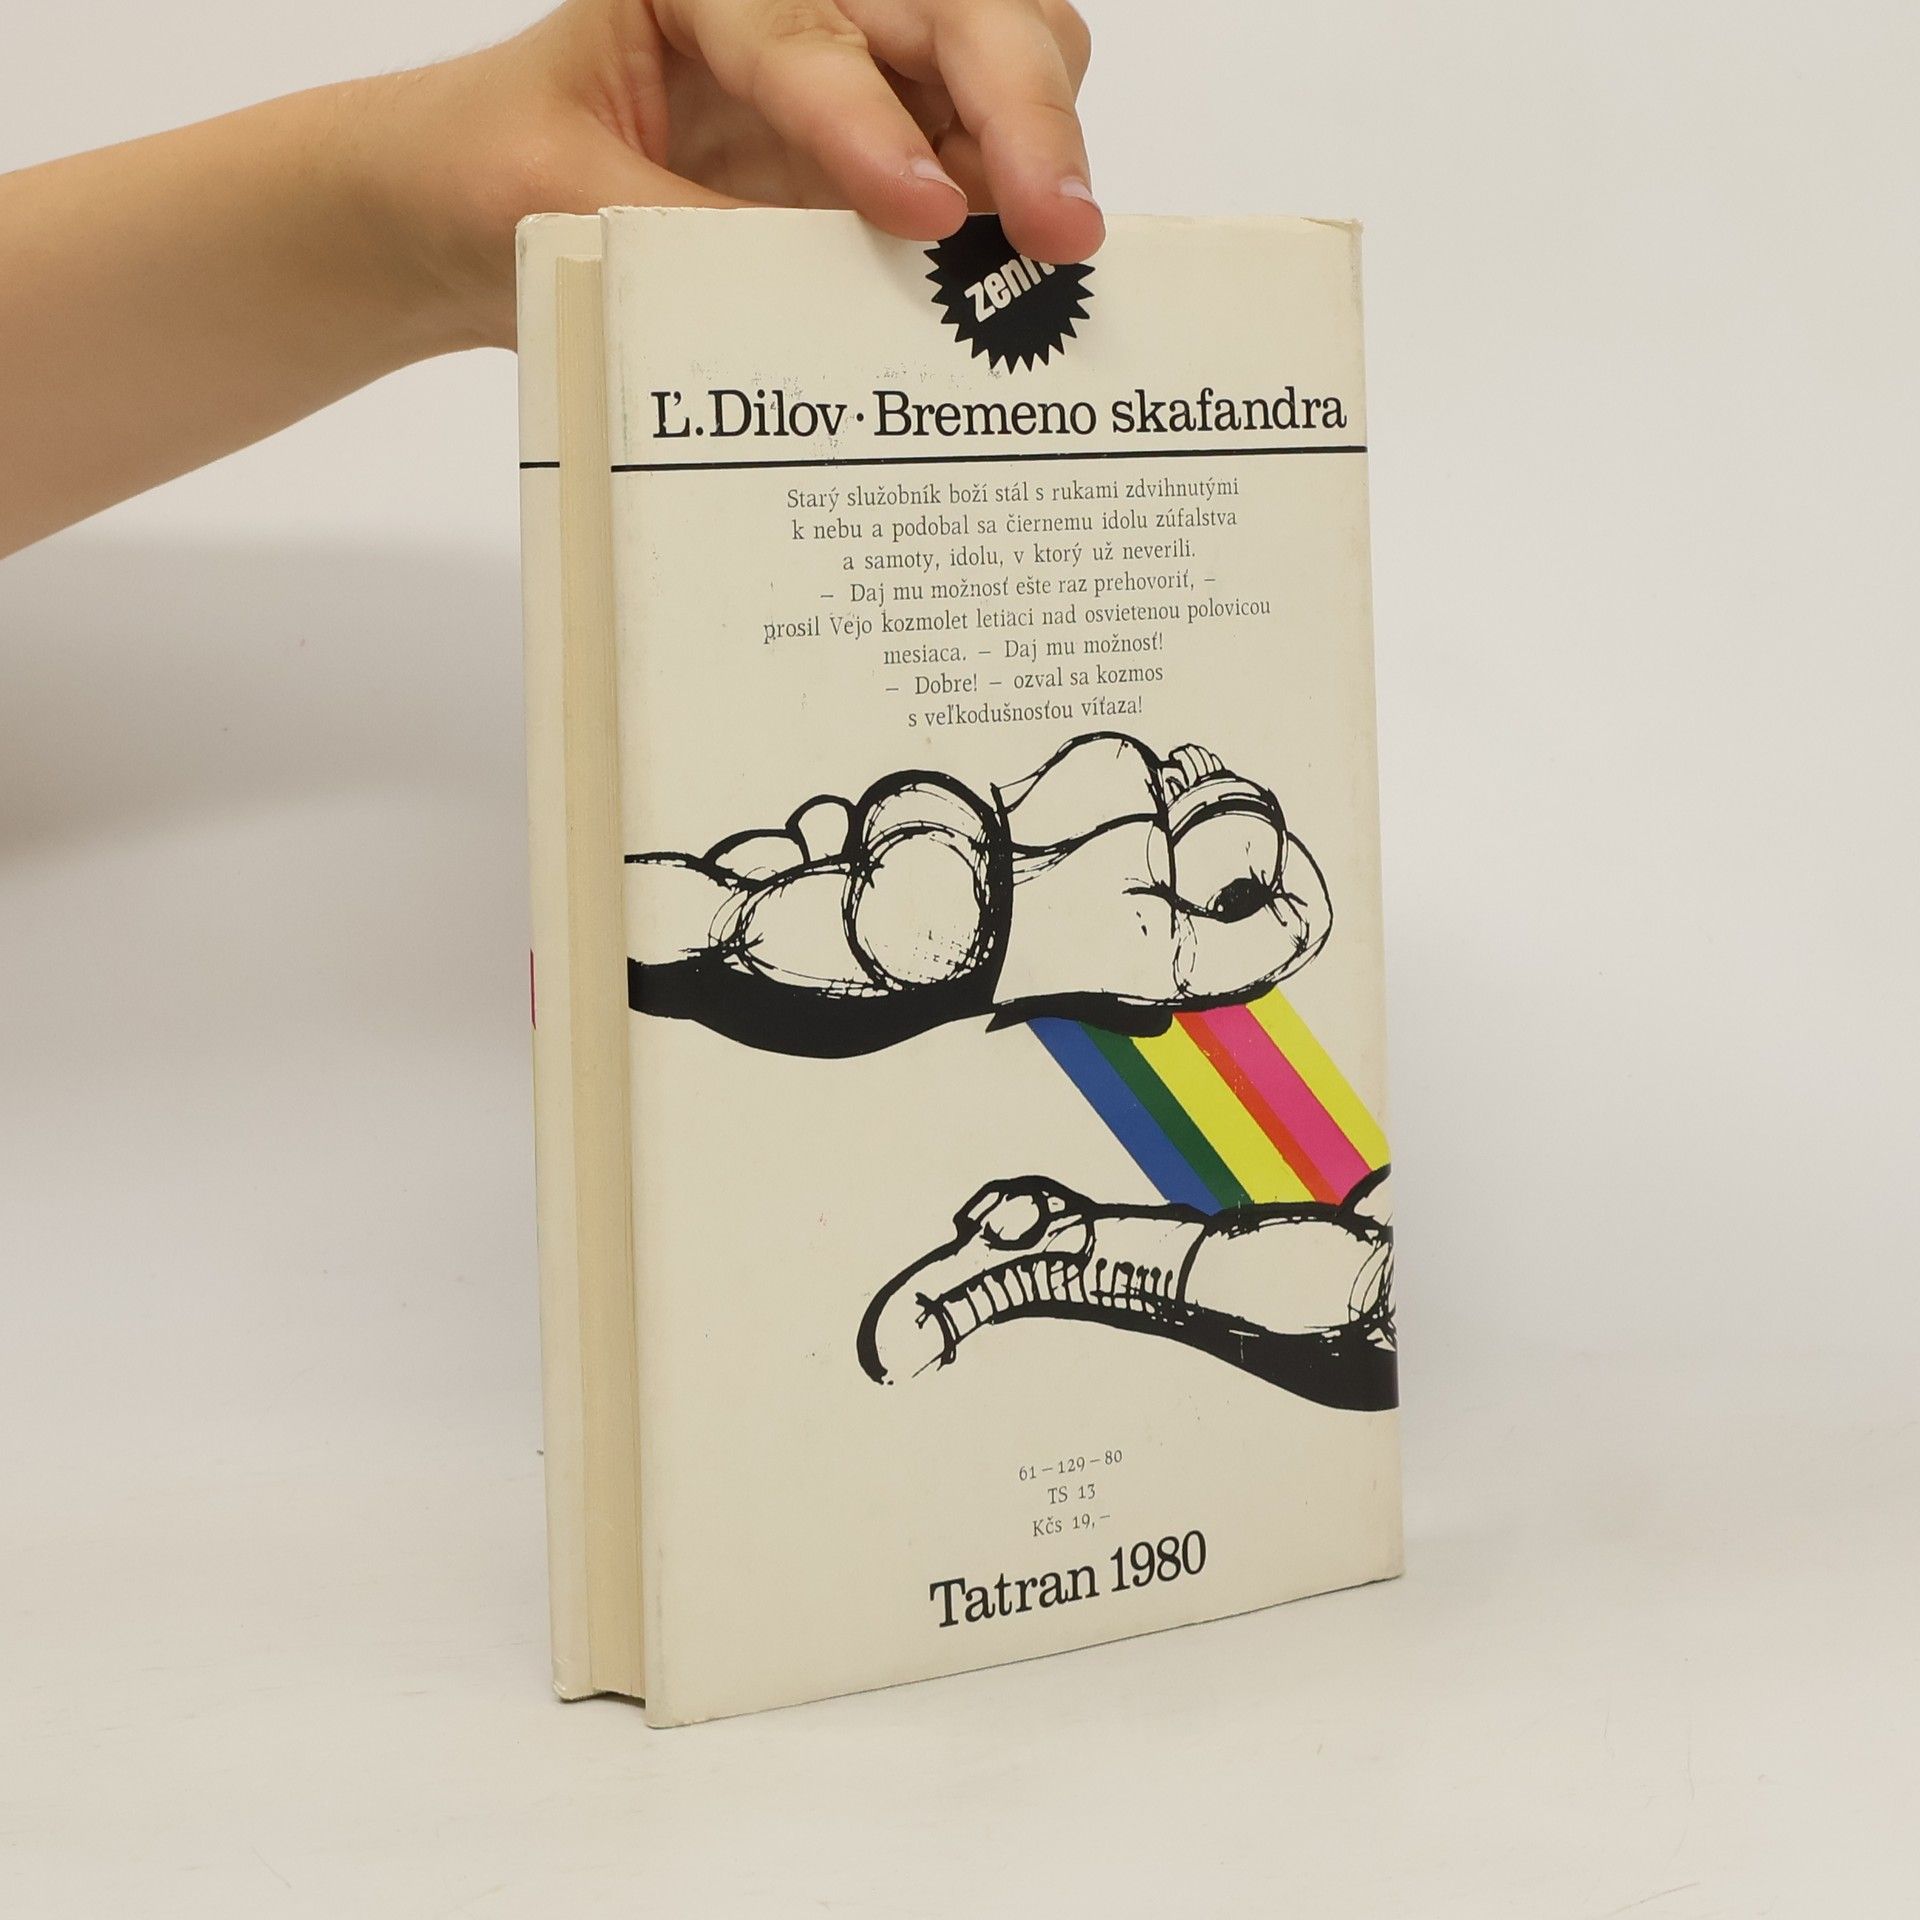 Ľ. Dilov · Bremeno skafandra
Starý služobník boží stál s rukami zdvihnutými
k nebu a podobal sa čiernemu idolu zúfalstva
a samoty, idolu, v ktorý už neverili.
– Daj mu možnosť ešte raz prehovoriť, –
prosil Vejo kozmolet letiaci nad osvietenou polovicou
mesiaca. – Daj mu možnosť!
– Dobre! – ozval sa kozmos
s veľkodušnosťou víťaza!
61–129–80
TS 13
Kčs 19,–
Tatran 1980